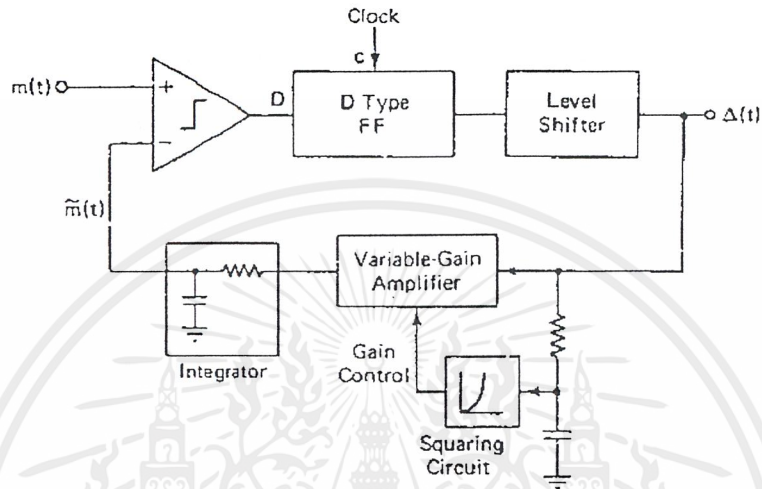 Clock
C
m(t)
+
D
D Type
FF
Level
Shifter
Δ(t)
−
m̃(t)
Variable-Gain
Amplifier
Integrator
Gain
Control
Squaring
Circuit